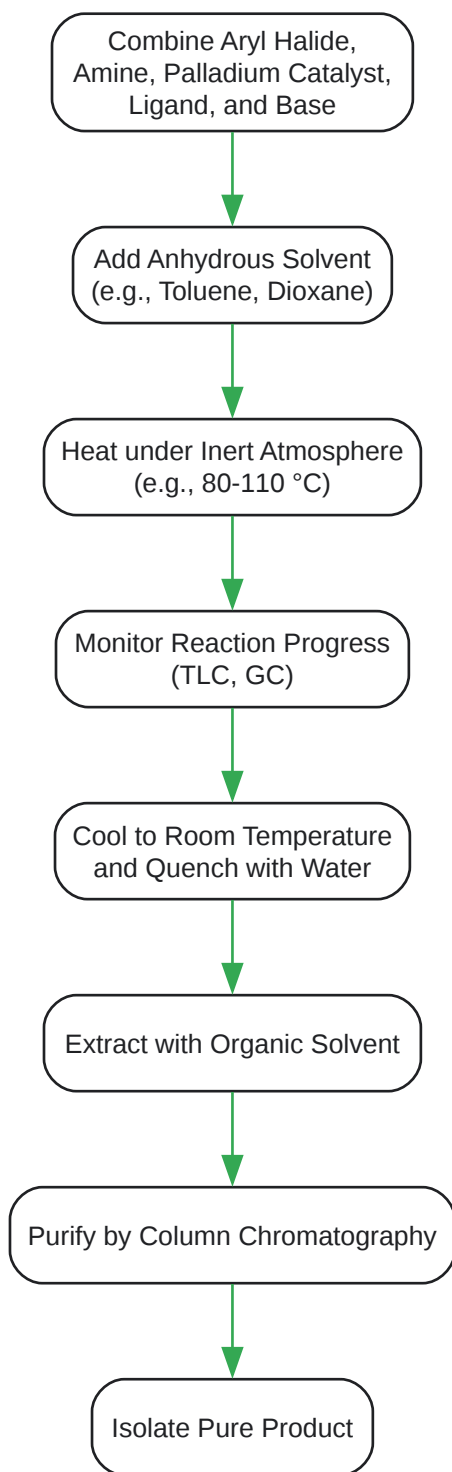 Combine Aryl Halide,
Amine, Palladium Catalyst,
Ligand, and Base
Add Anhydrous Solvent
(e.g., Toluene, Dioxane)
Heat under Inert Atmosphere
(e.g., 80-110 °C)
Monitor Reaction Progress
(TLC, GC)
Cool to Room Temperature
and Quench with Water
Extract with Organic Solvent
Purify by Column Chromatography
Isolate Pure Product